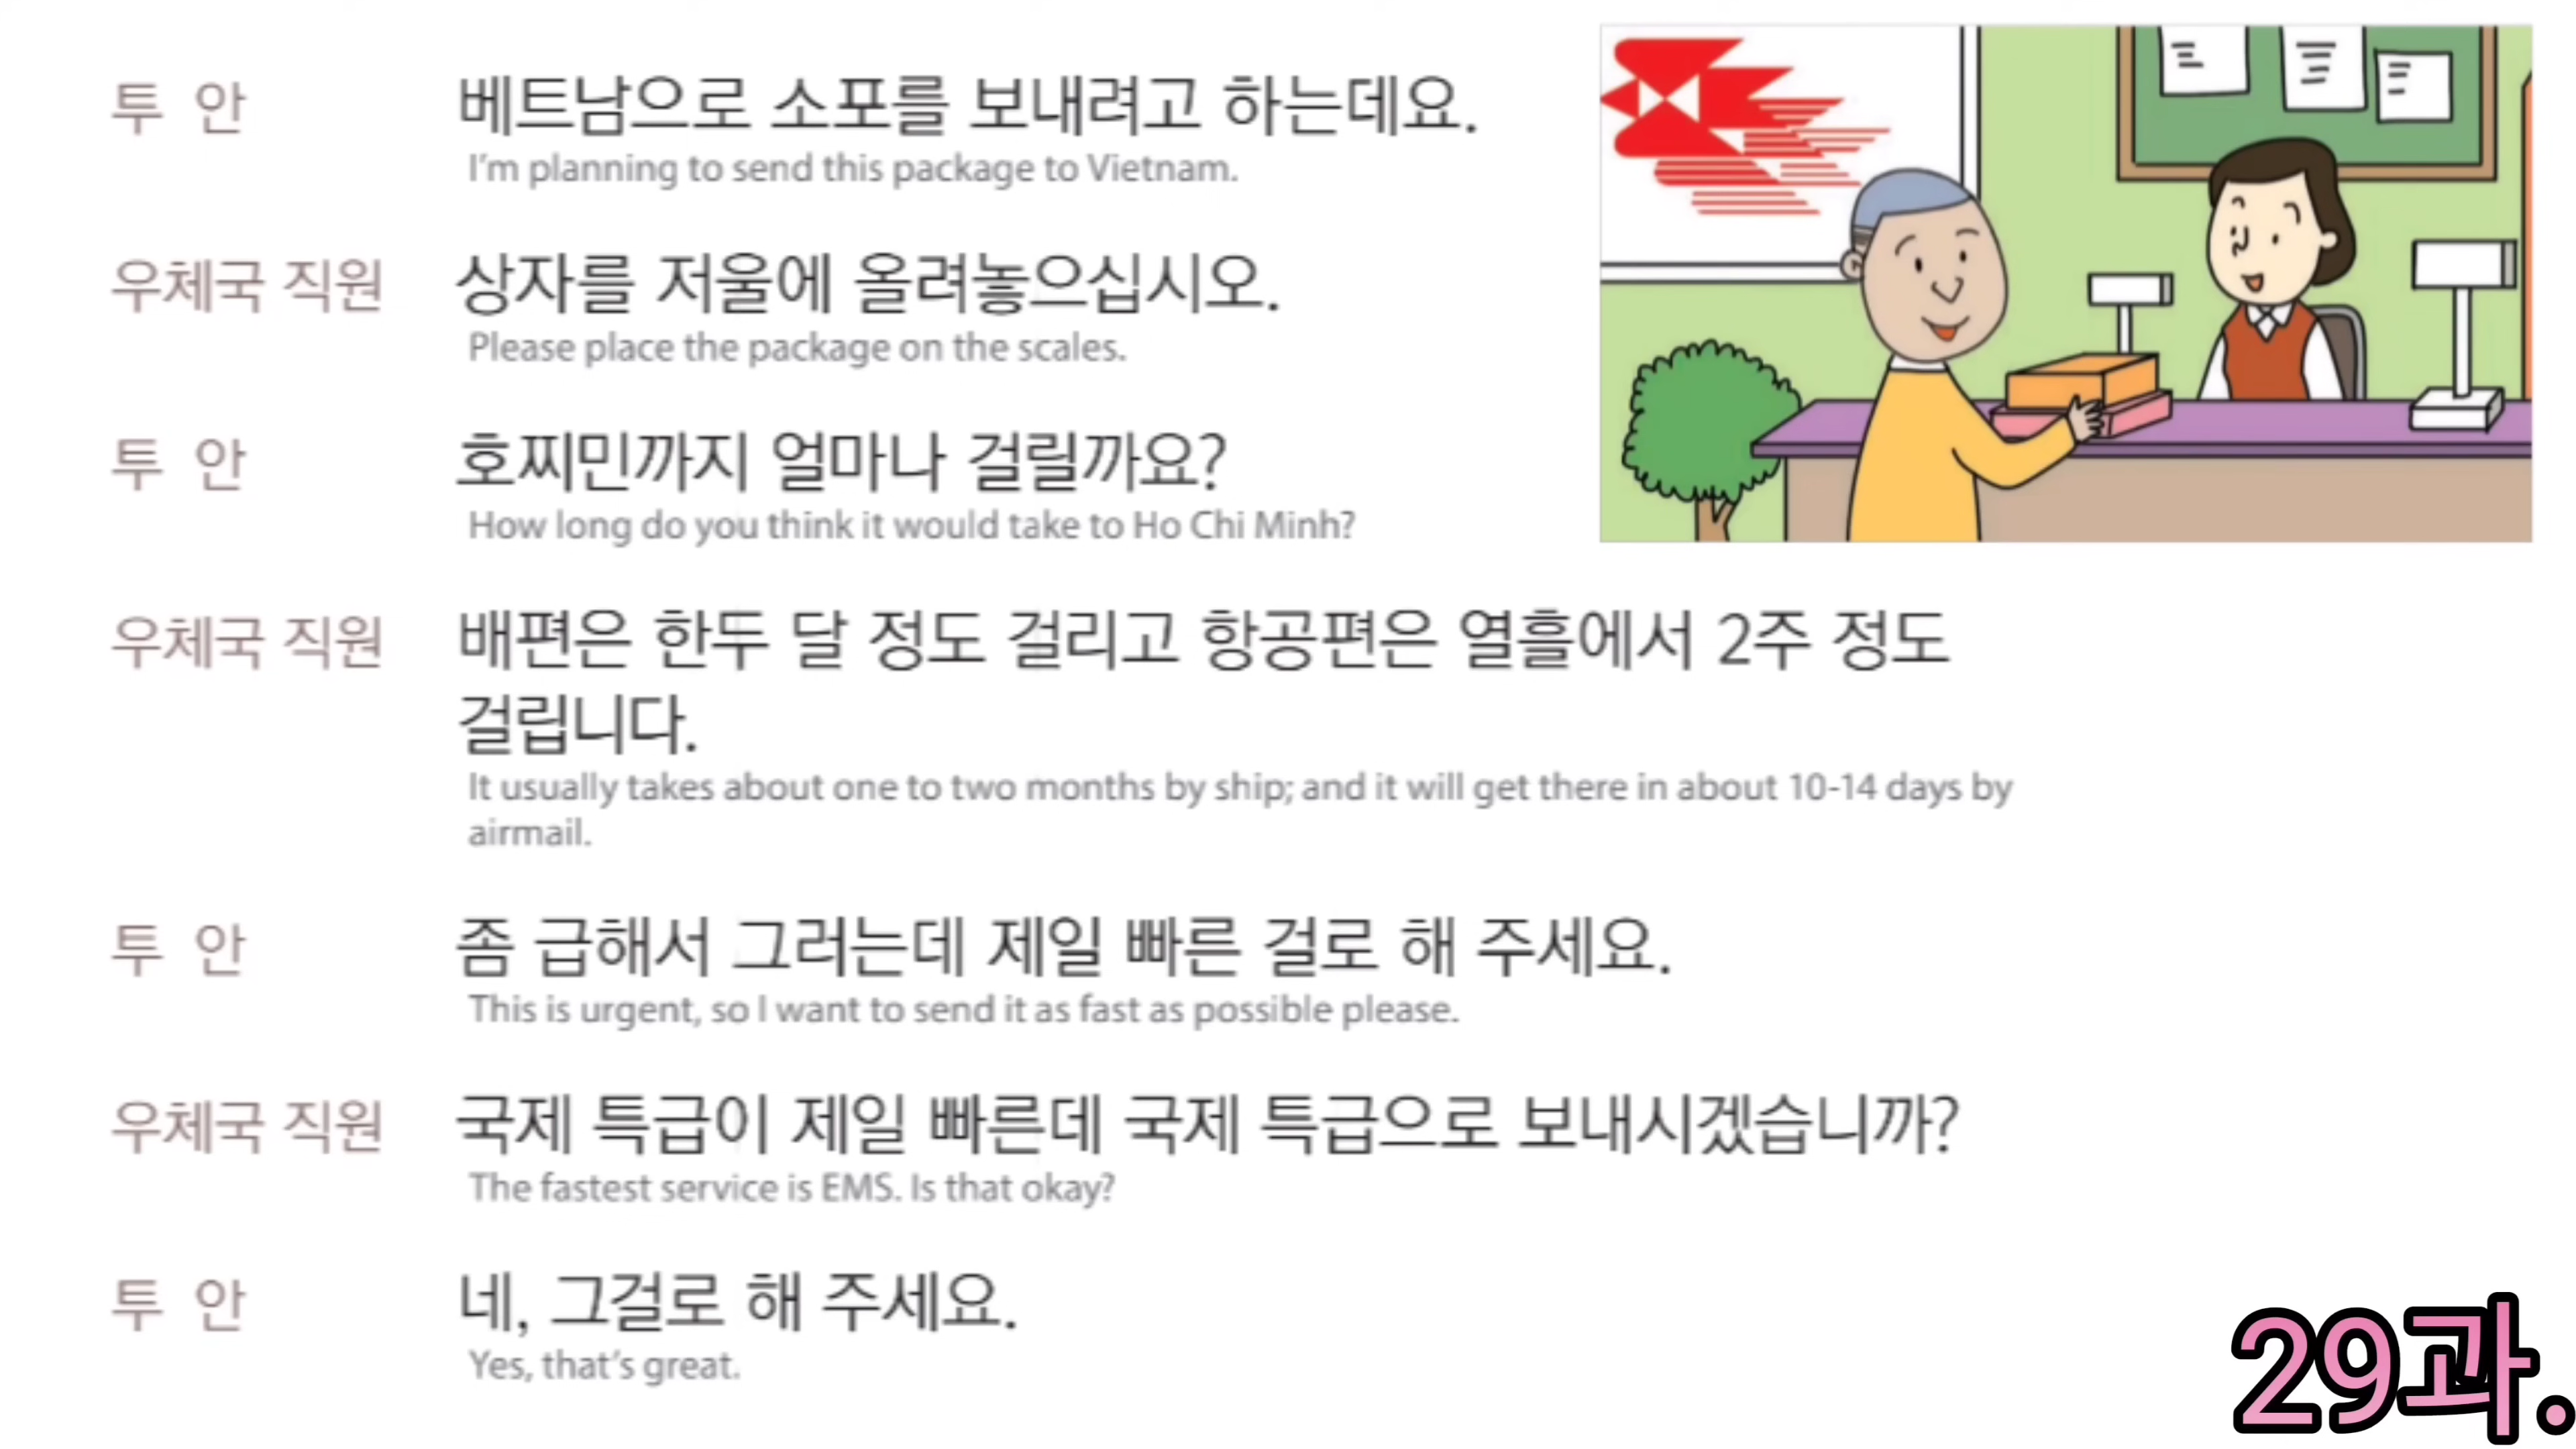 투 안 베트남으로 소포를 보내려고 하는데요.
I'm planning to send this package to Vietnam.
우체국 직원 상자를 저울에 올려놓으십시오.
Please place the package on the scales.
투 안 호찌민까지 얼마나 걸릴까요?
How long do you think it would take to Ho Chi Minh?
우체국 직원 배편은 한두 달 정도 걸리고 항공편은 열흘에서 2주 정도
걸립니다.
It usually takes about one to two months by ship; and it will get there in about 10-14 days by
airmail.
투 안 좀 급해서 그러는데 제일 빠른 걸로 해 주세요.
This is urgent, so I want to send it as fast as possible please.
우체국 직원 국제 특급이 제일 빠른데 국제 특급으로 보내시겠습니까?
The fastest service is EMS. Is that okay?
투 안 네, 그걸로 해 주세요.
Yes, that's great.
29과.